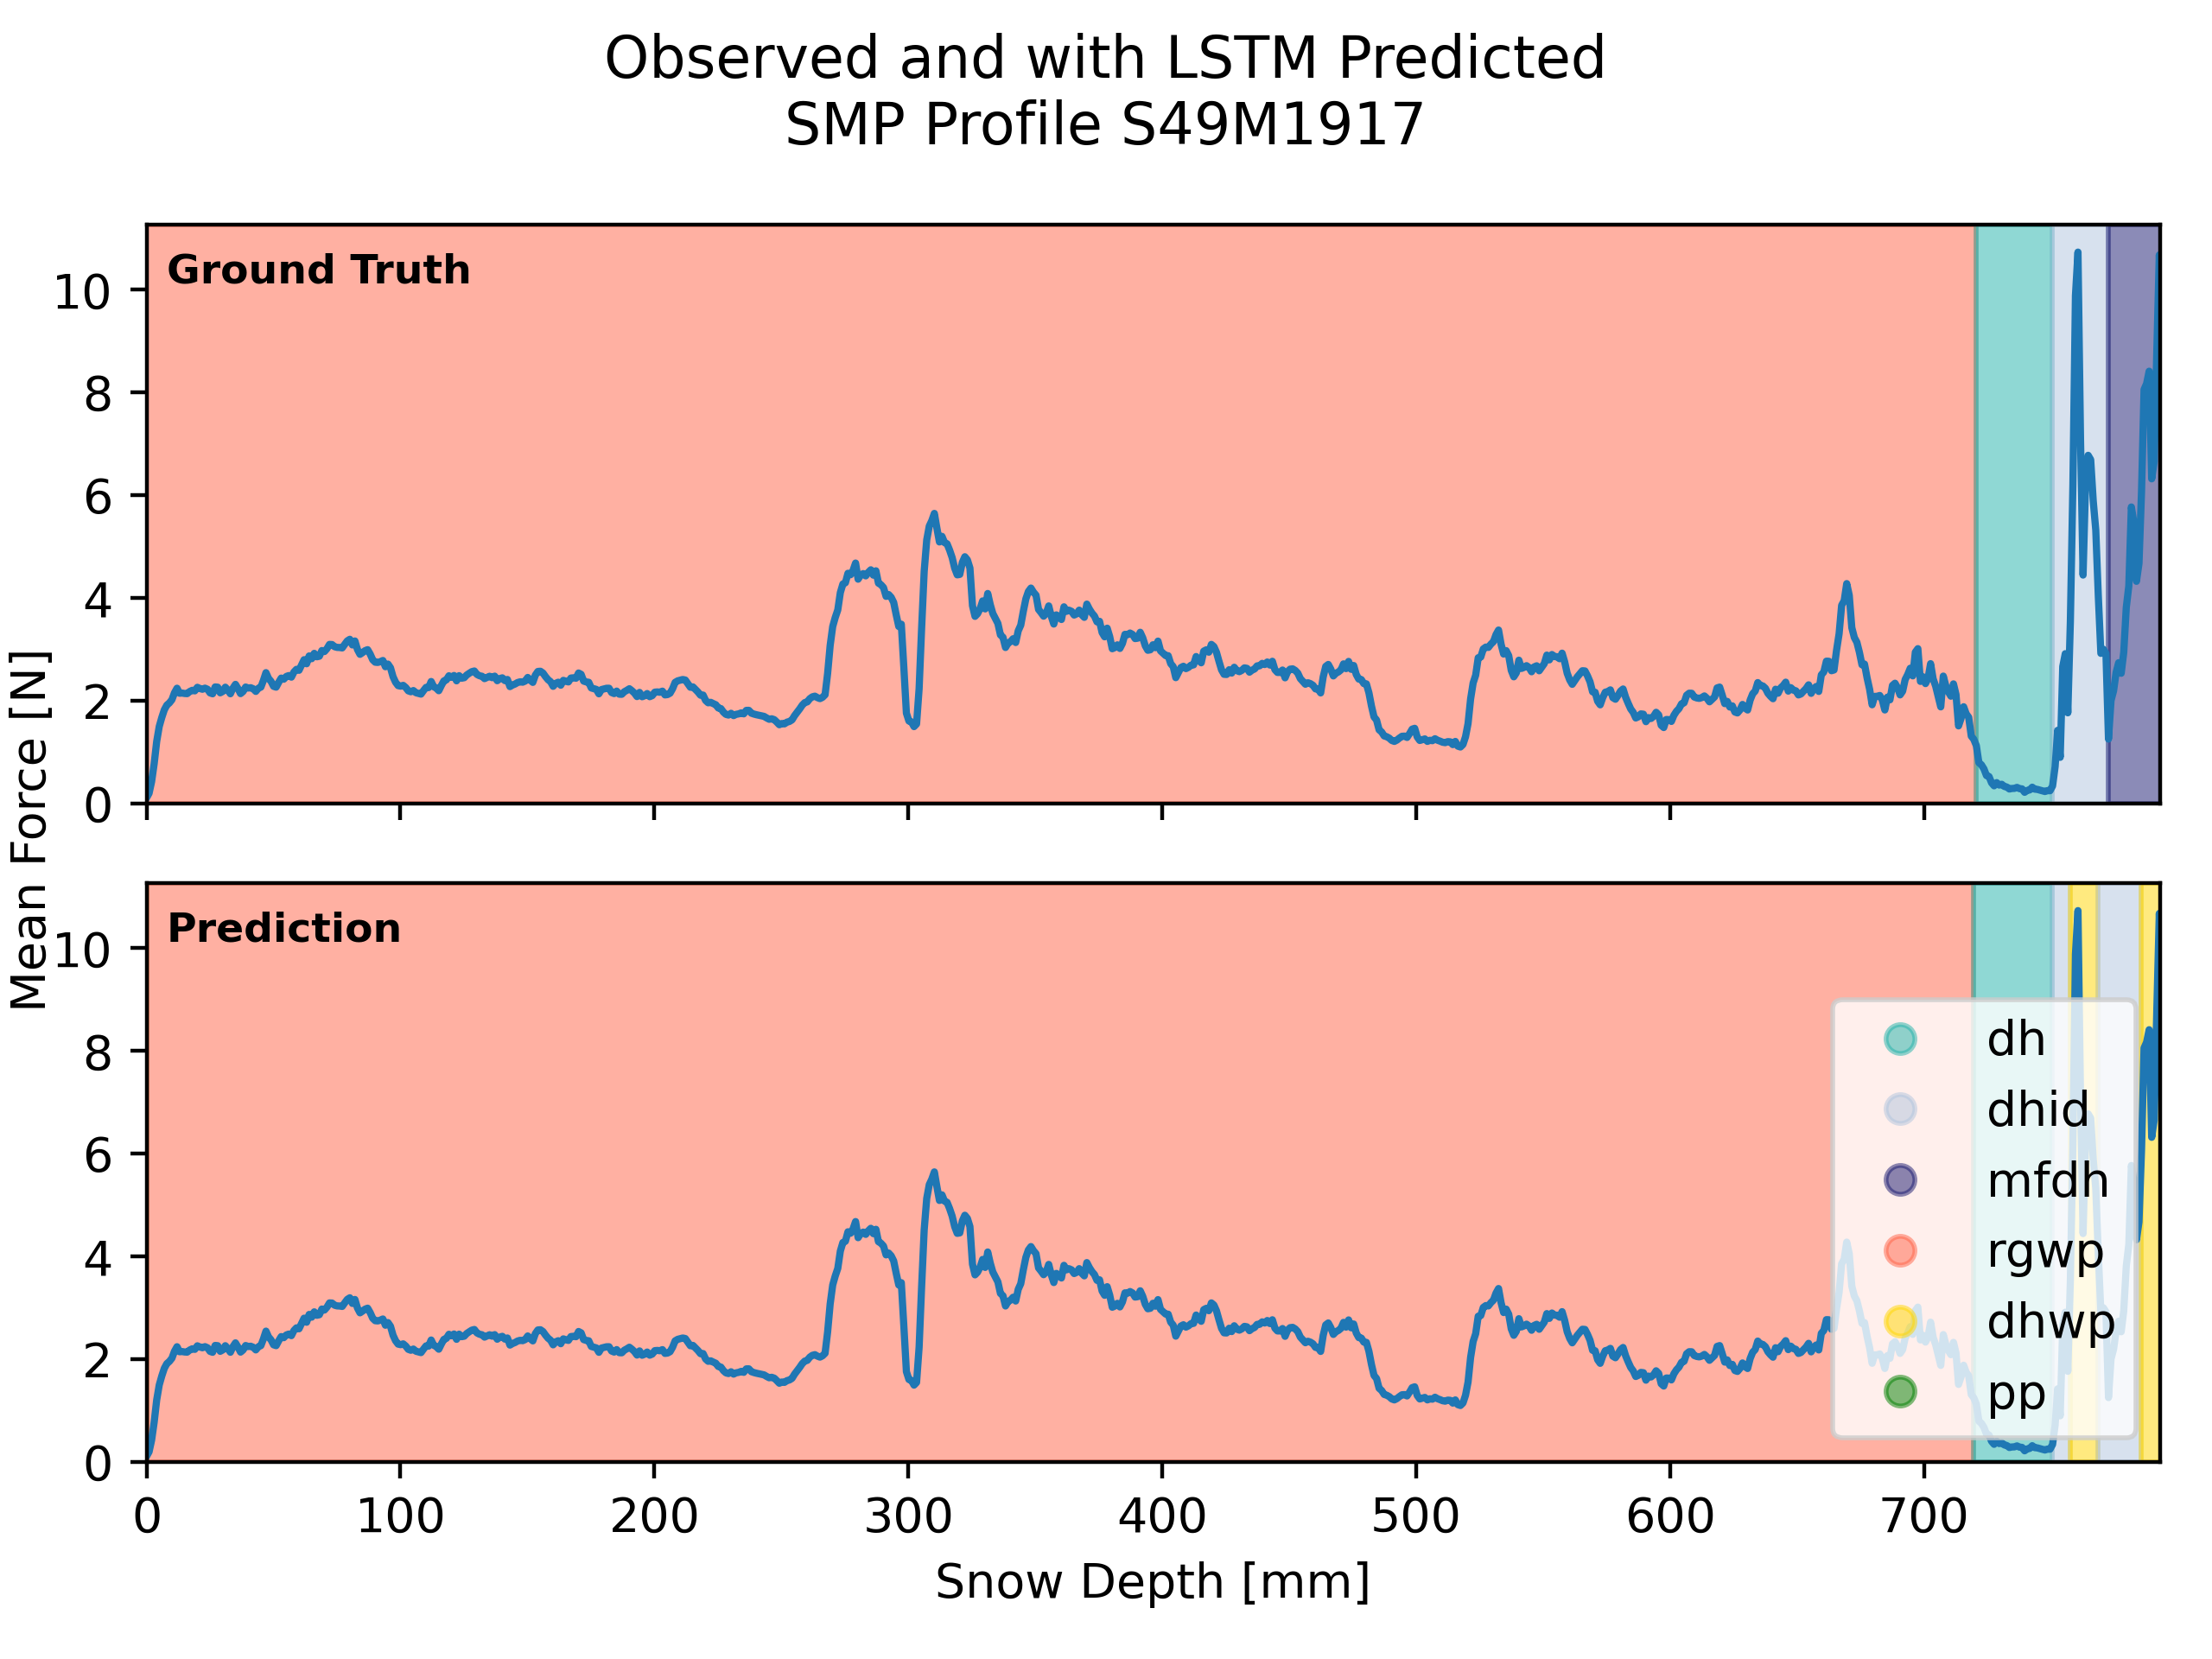 Observed and with LSTM Predicted
SMP Profile S49M1917
Mean Force [N]
Ground Truth
10
8
6
4
2
0
Prediction
10
8
6
4
2
0
dh
dhid
mfdh
rgwp
dhwp
pp
0 100 200 300 400 500 600 700
Snow Depth [mm]